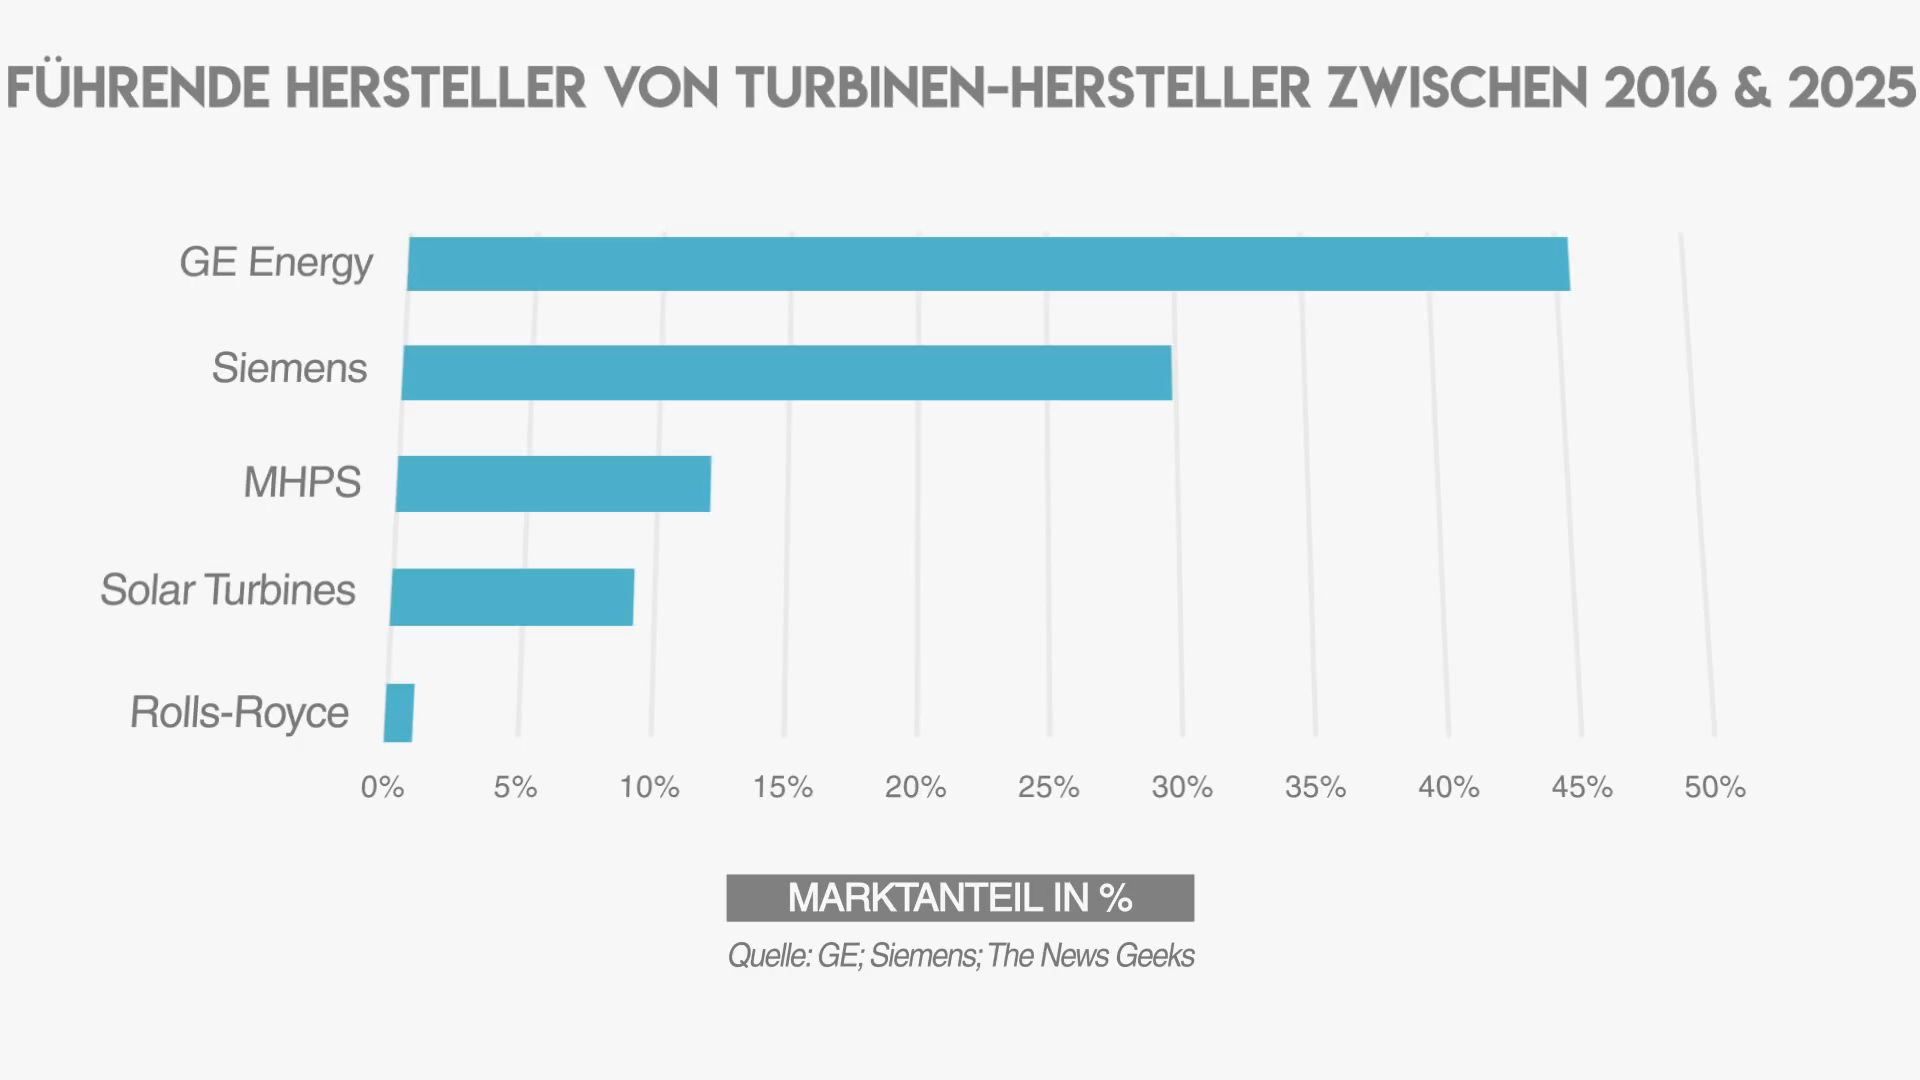 FÜHRENDE HERSTELLER VON TURBINEN-HERSTELLER ZWISCHEN 2016 & 2025
GE Energy
Siemens
MHPS
Solar Turbines
Rolls-Royce
0% 5% 10% 15% 20% 25% 30% 35% 40% 45% 50%
MARKTANTEIL IN %
Quelle: GE; Siemens; The News Geeks